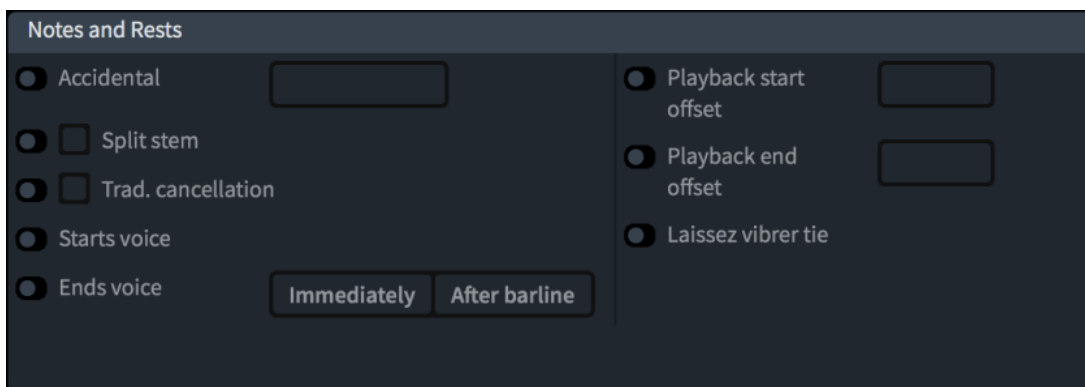 Notes and Rests
Accidental
Split stem
Trad. cancellation
Starts voice
Ends voice
Immediately
After barline
Playback start
offset
Playback end
offset
Laissez vibrer tie